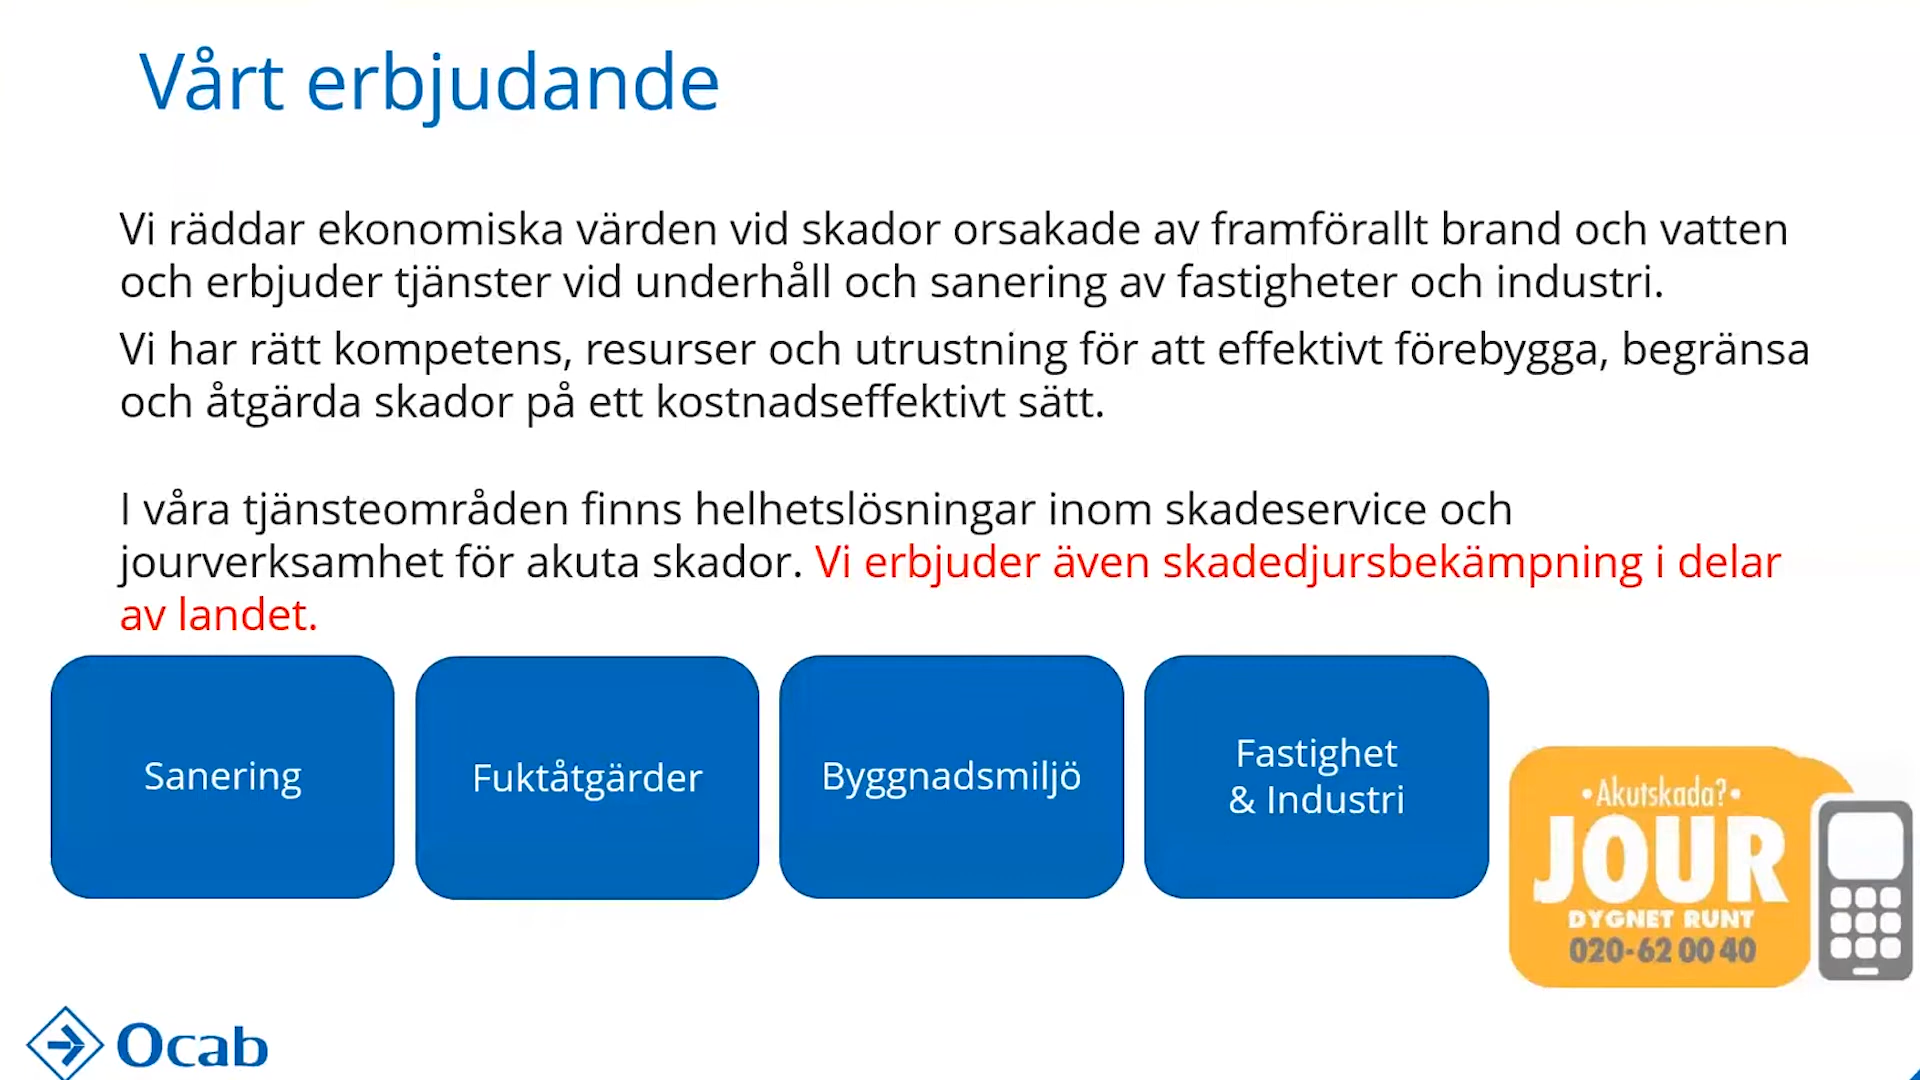 Vårt erbjudande
Vi räddar ekonomiska värden vid skador orsakade av framförallt brand och vatten
och erbjuder tjänster vid underhåll och sanering av fastigheter och industri.
Vi har rätt kompetens, resurser och utrustning för att effektivt förebygga, begränsa
och åtgärda skador på ett kostnadseffektivt sätt.
I våra tjänsteområden finns helhetslösningar inom skadeservice och
jourverksamhet för akuta skador. Vi erbjuder även skadedjursbekämpning i delar
av landet.
Sanering
Fuktåtgärder
Byggnadsmiljö
Fastighet
& Industri
•Akutskada?•
JOUR
DYGNET RUNT
020-62 00 40
Ocab